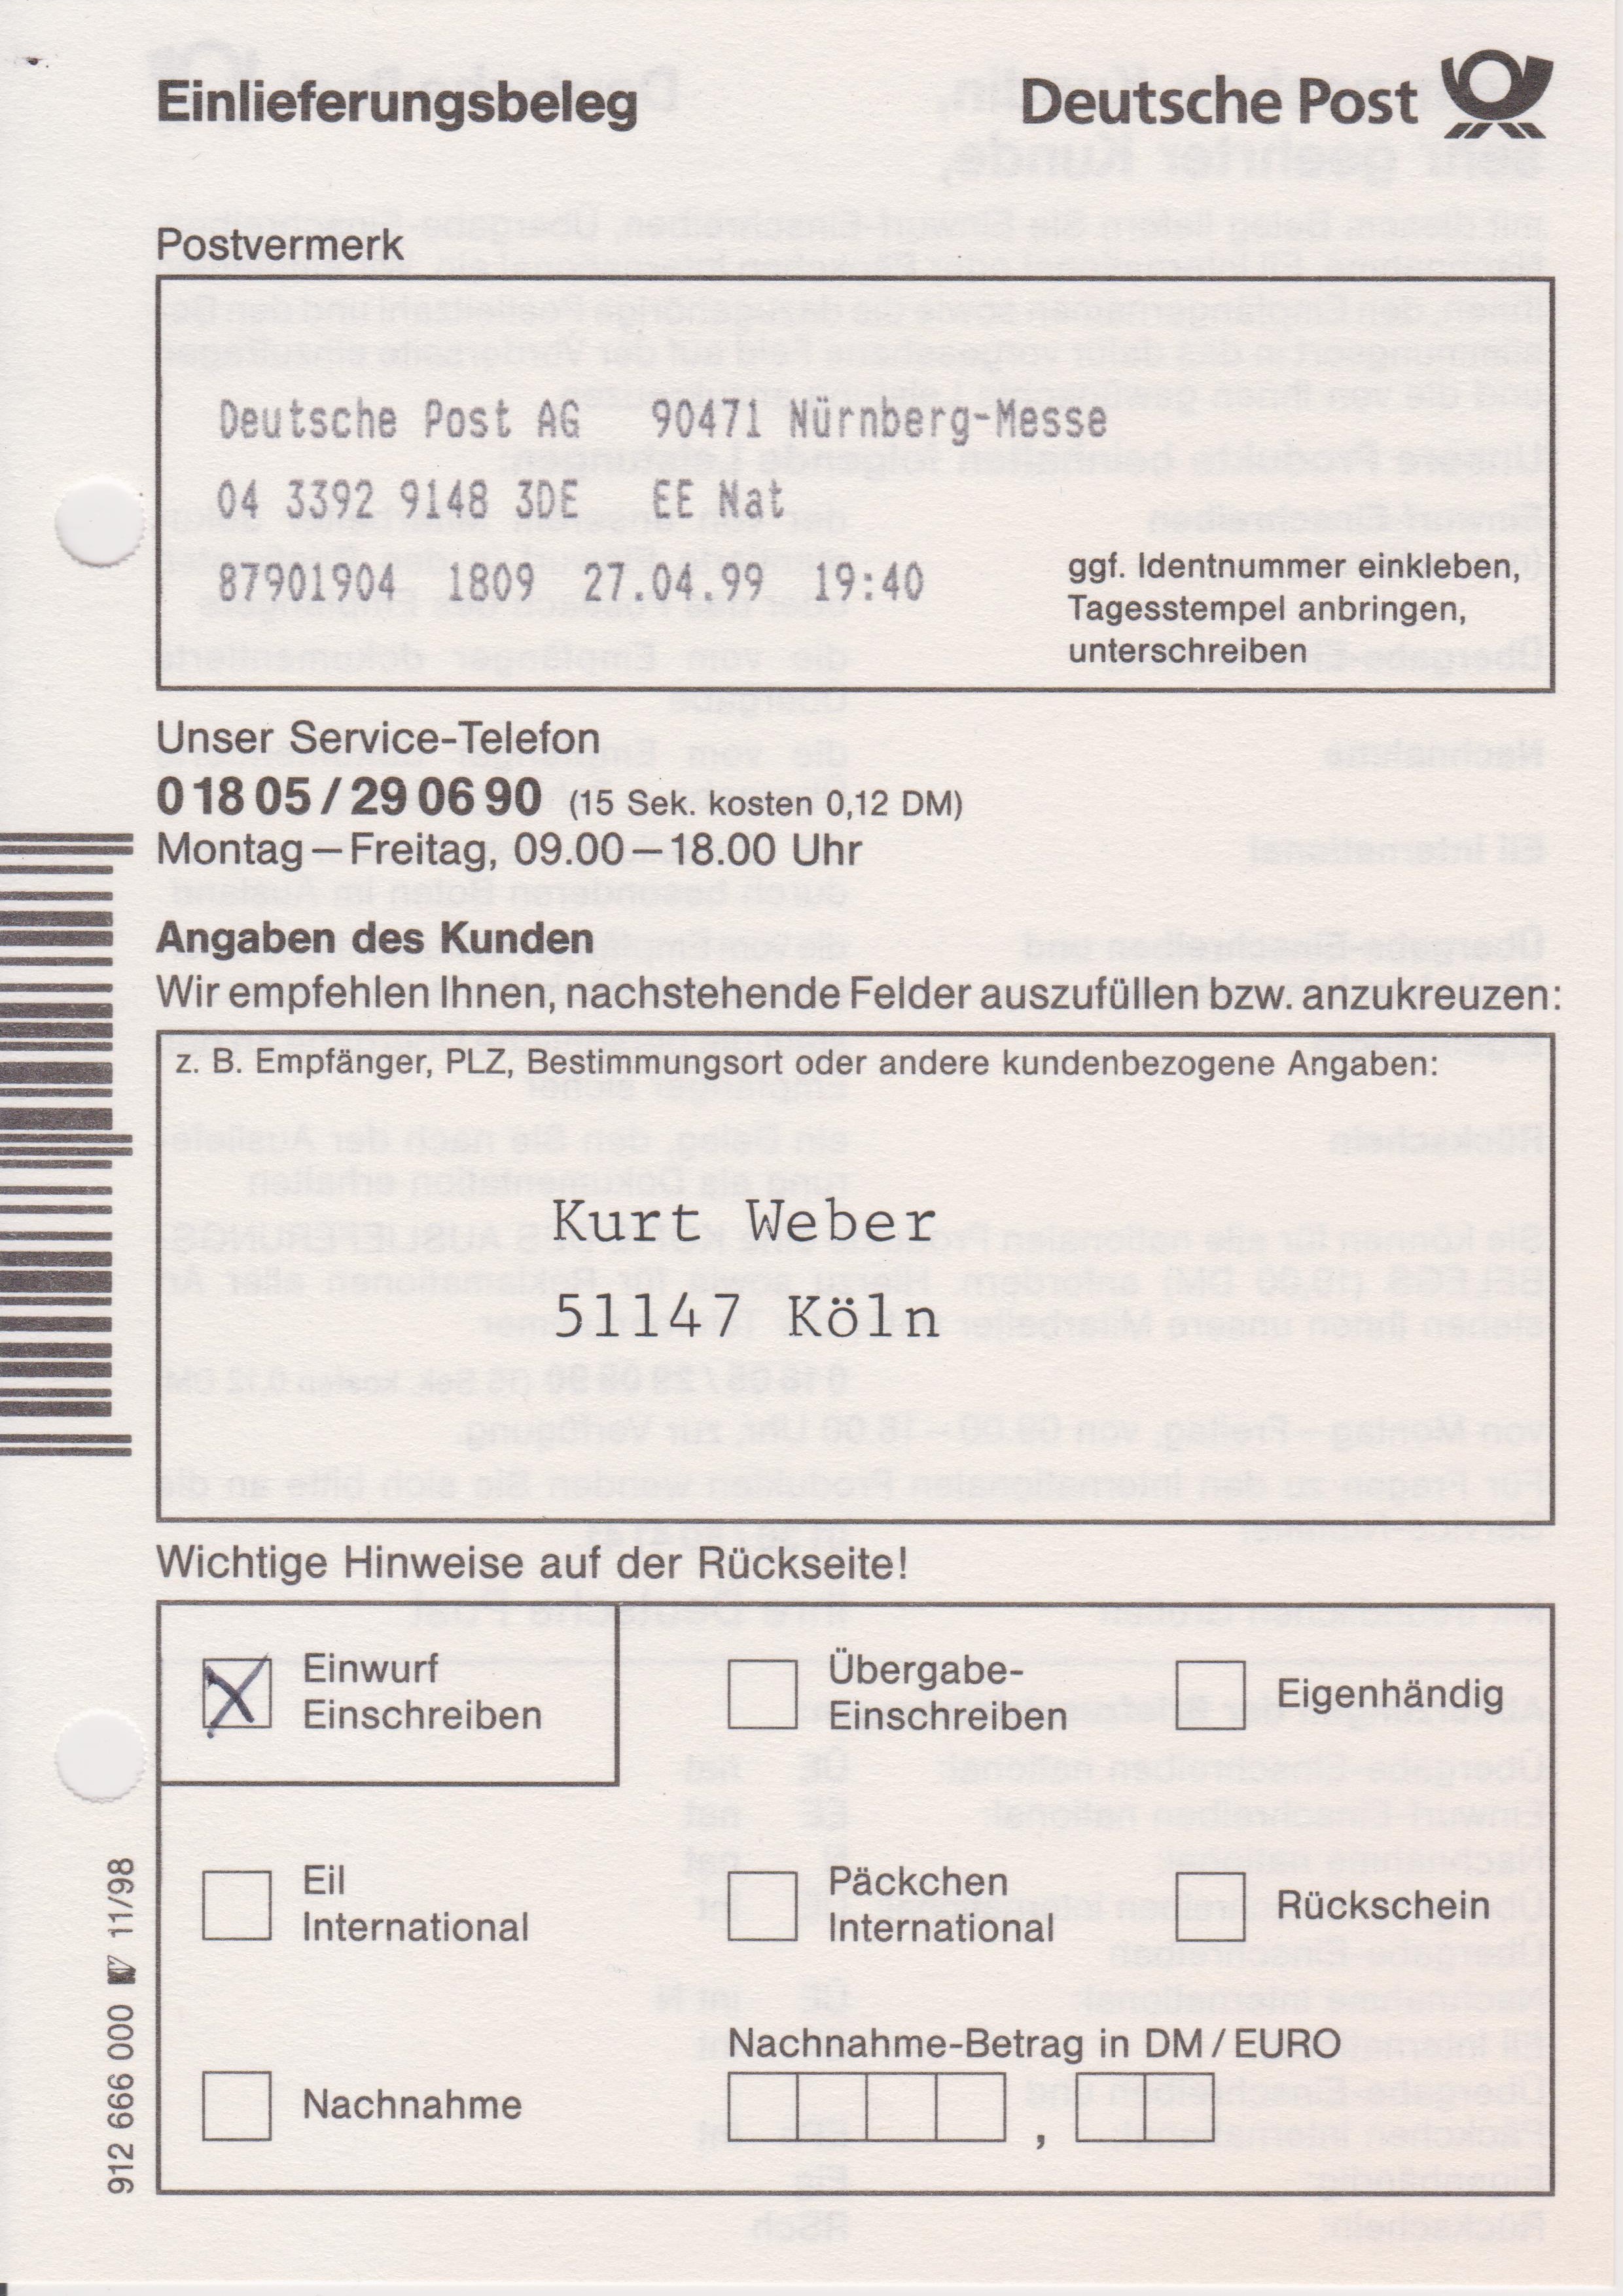 Einlieferungsbeleg
Deutsche Post
Postvermerk
Deutsche Post AG 90471 Nürnberg-Messe
04 3392 9148 3DE EE Nat
87901904 1809 27.04.99 19:40
ggf. Identnummer einkleben,
Tagesstempel anbringen,
unterschreiben
Unser Service-Telefon
0 18 05 / 29 06 90 (15 Sek. kosten 0,12 DM)
Montag – Freitag, 09.00 – 18.00 Uhr
Angaben des Kunden
Wir empfehlen Ihnen, nachstehende Felder auszufüllen bzw. anzukreuzen:
z. B. Empfänger, PLZ, Bestimmungsort oder andere kundenbezogene Angaben:
Kurt Weber
51147 Köln
Wichtige Hinweise auf der Rückseite!
Einwurf
Einschreiben
Übergabe-
Einschreiben
Eigenhändig
Eil
International
Päckchen
International
Rückschein
Nachnahme
Nachnahme-Betrag in DM / EURO
,
912 666 000 11/98